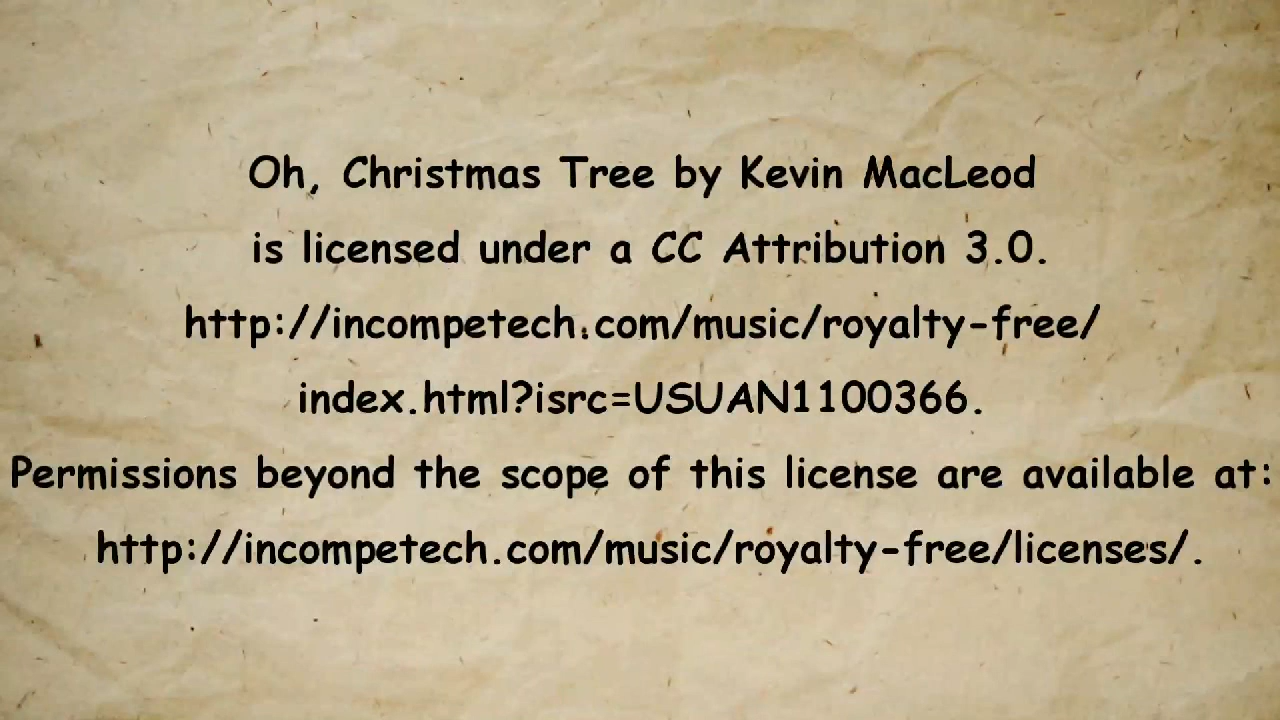 Oh, Christmas Tree by Kevin MacLeod
is licensed under a CC Attribution 3.0.
http://incompetech.com/music/royalty-free/
index.html?isrc=USUAN1100366.
Permissions beyond the scope of this license are available at:
http://incompetech.com/music/royalty-free/licenses/.